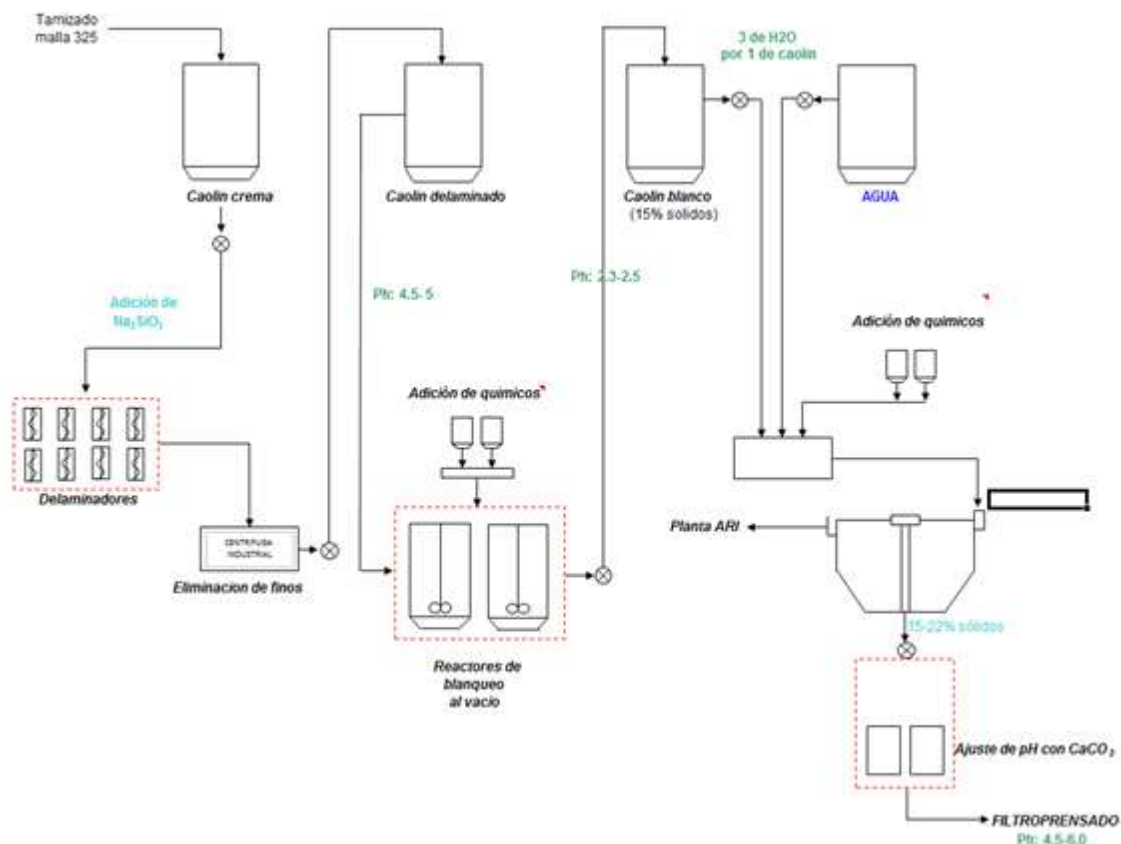 Tamizado
malla 325
3 de H2O
por 1 de caolin
Caolin crema
Caolin delaminado
Caolin blanco
(15% solidos)
AGUA
Adición de
Na₂SiO₃
Ph: 4.5- 5
Ph: 2.3-2.5
Adición de quimicos
Adición de quimicos
Delaminadores
CENTRIFUGA
INDUSTRIAL
Eliminacion de finos
Planta ARI
Reactores de
blanqueo
al vacio
15-22% sólidos
Ajuste de pH con CaCO₃
FILTROPRENSADO
Ph: 4.5-6.0